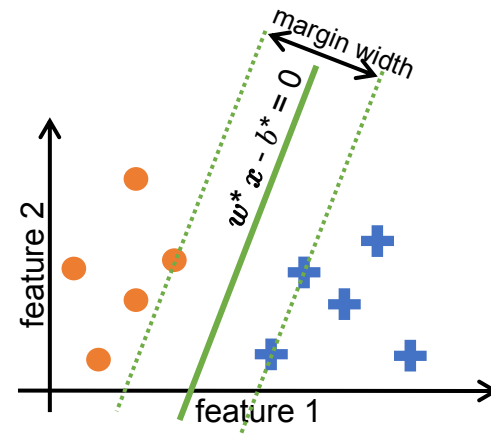 margin width
w* x - b* = 0
feature 2
feature 1